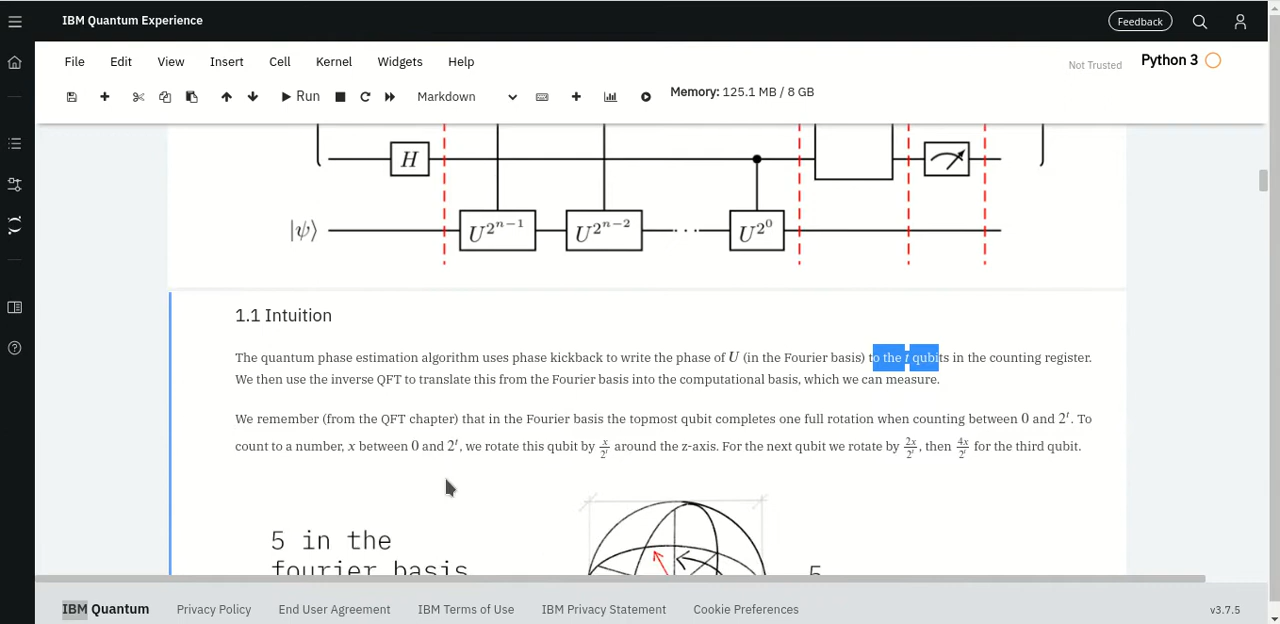 IBM Quantum Experience
Feedback
File Edit View Insert Cell Kernel Widgets Help
Not Trusted
Python 3
Run
Markdown
Memory: 125.1 MB / 8 GB
H
|ψ⟩
U^{2^{n−1}} U^{2^{n−2}} ··· U^{2^0}
1.1 Intuition
The quantum phase estimation algorithm uses phase kickback to write the phase of U (in the Fourier basis) to the t qubits in the counting register.
We then use the inverse QFT to translate this from the Fourier basis into the computational basis, which we can measure.
We remember (from the QFT chapter) that in the Fourier basis the topmost qubit completes one full rotation when counting between 0 and 2^t. To
count to a number, x between 0 and 2^t, we rotate this qubit by x/2^t around the z-axis. For the next qubit we rotate by 2x/2^t, then 4x/2^t for the third qubit.
5 in the
fourier basis
5
IBM Quantum Privacy Policy End User Agreement IBM Terms of Use IBM Privacy Statement Cookie Preferences
v3.7.5